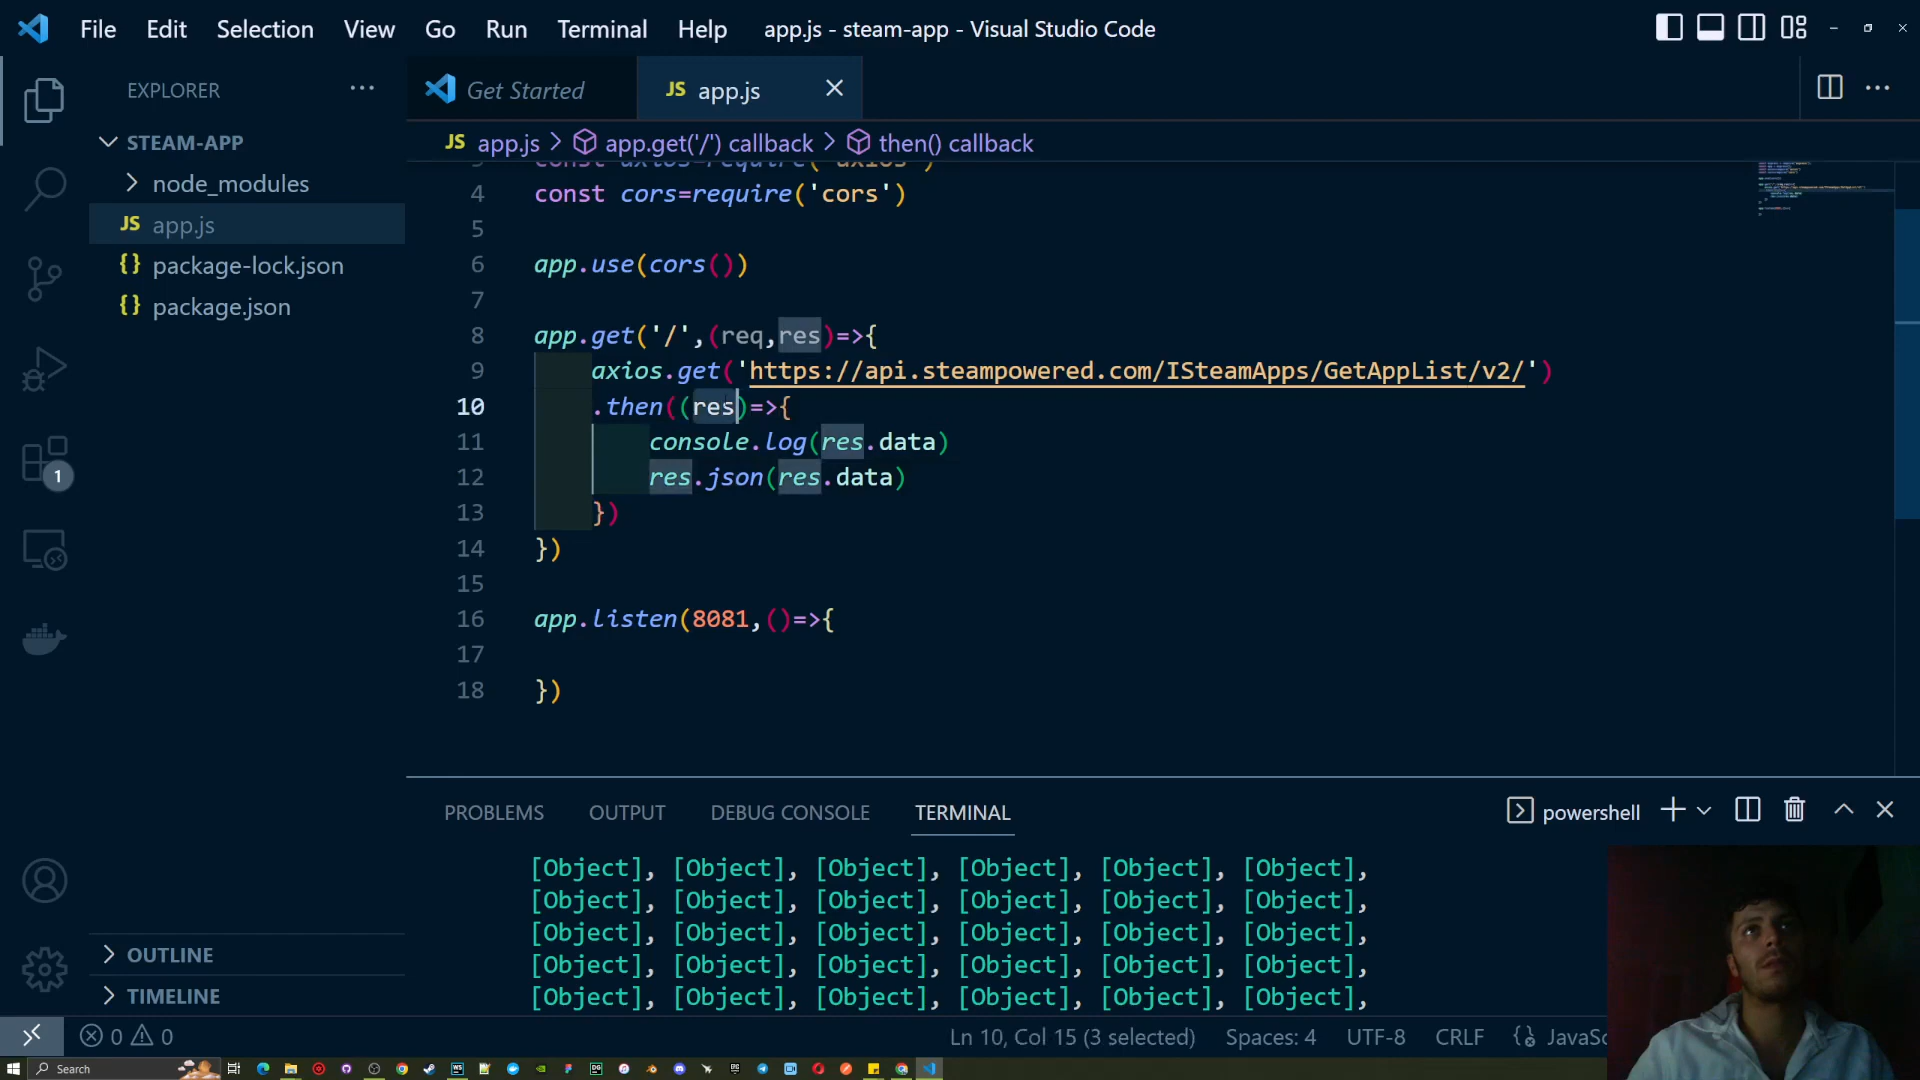 File Edit Selection View Go Run Terminal Help app.js - steam-app - Visual Studio Code
EXPLORER ···
Get Started
JS app.js
STEAM-APP
node_modules
JS app.js
{} package-lock.json
{} package.json
JS app.js > app.get('/') callback > then() callback
4 const cors=require('cors')
5
6 app.use(cors())
7
8 app.get('/',(req,res)=>{
9 axios.get('https://api.steampowered.com/ISteamApps/GetAppList/v2/')
10 .then((res)=>{
11 console.log(res.data)
12 res.json(res.data)
13 })
14 })
15
16 app.listen(8081,()=>{
17
18 })
1
PROBLEMS OUTPUT DEBUG CONSOLE TERMINAL powershell
[Object], [Object], [Object], [Object], [Object], [Object],
[Object], [Object], [Object], [Object], [Object], [Object],
[Object], [Object], [Object], [Object], [Object], [Object],
[Object], [Object], [Object], [Object], [Object], [Object],
[Object], [Object], [Object], [Object], [Object], [Object],
OUTLINE
TIMELINE
0 0 Ln 10, Col 15 (3 selected) Spaces: 4 UTF-8 CRLF {} JavaSc
Search